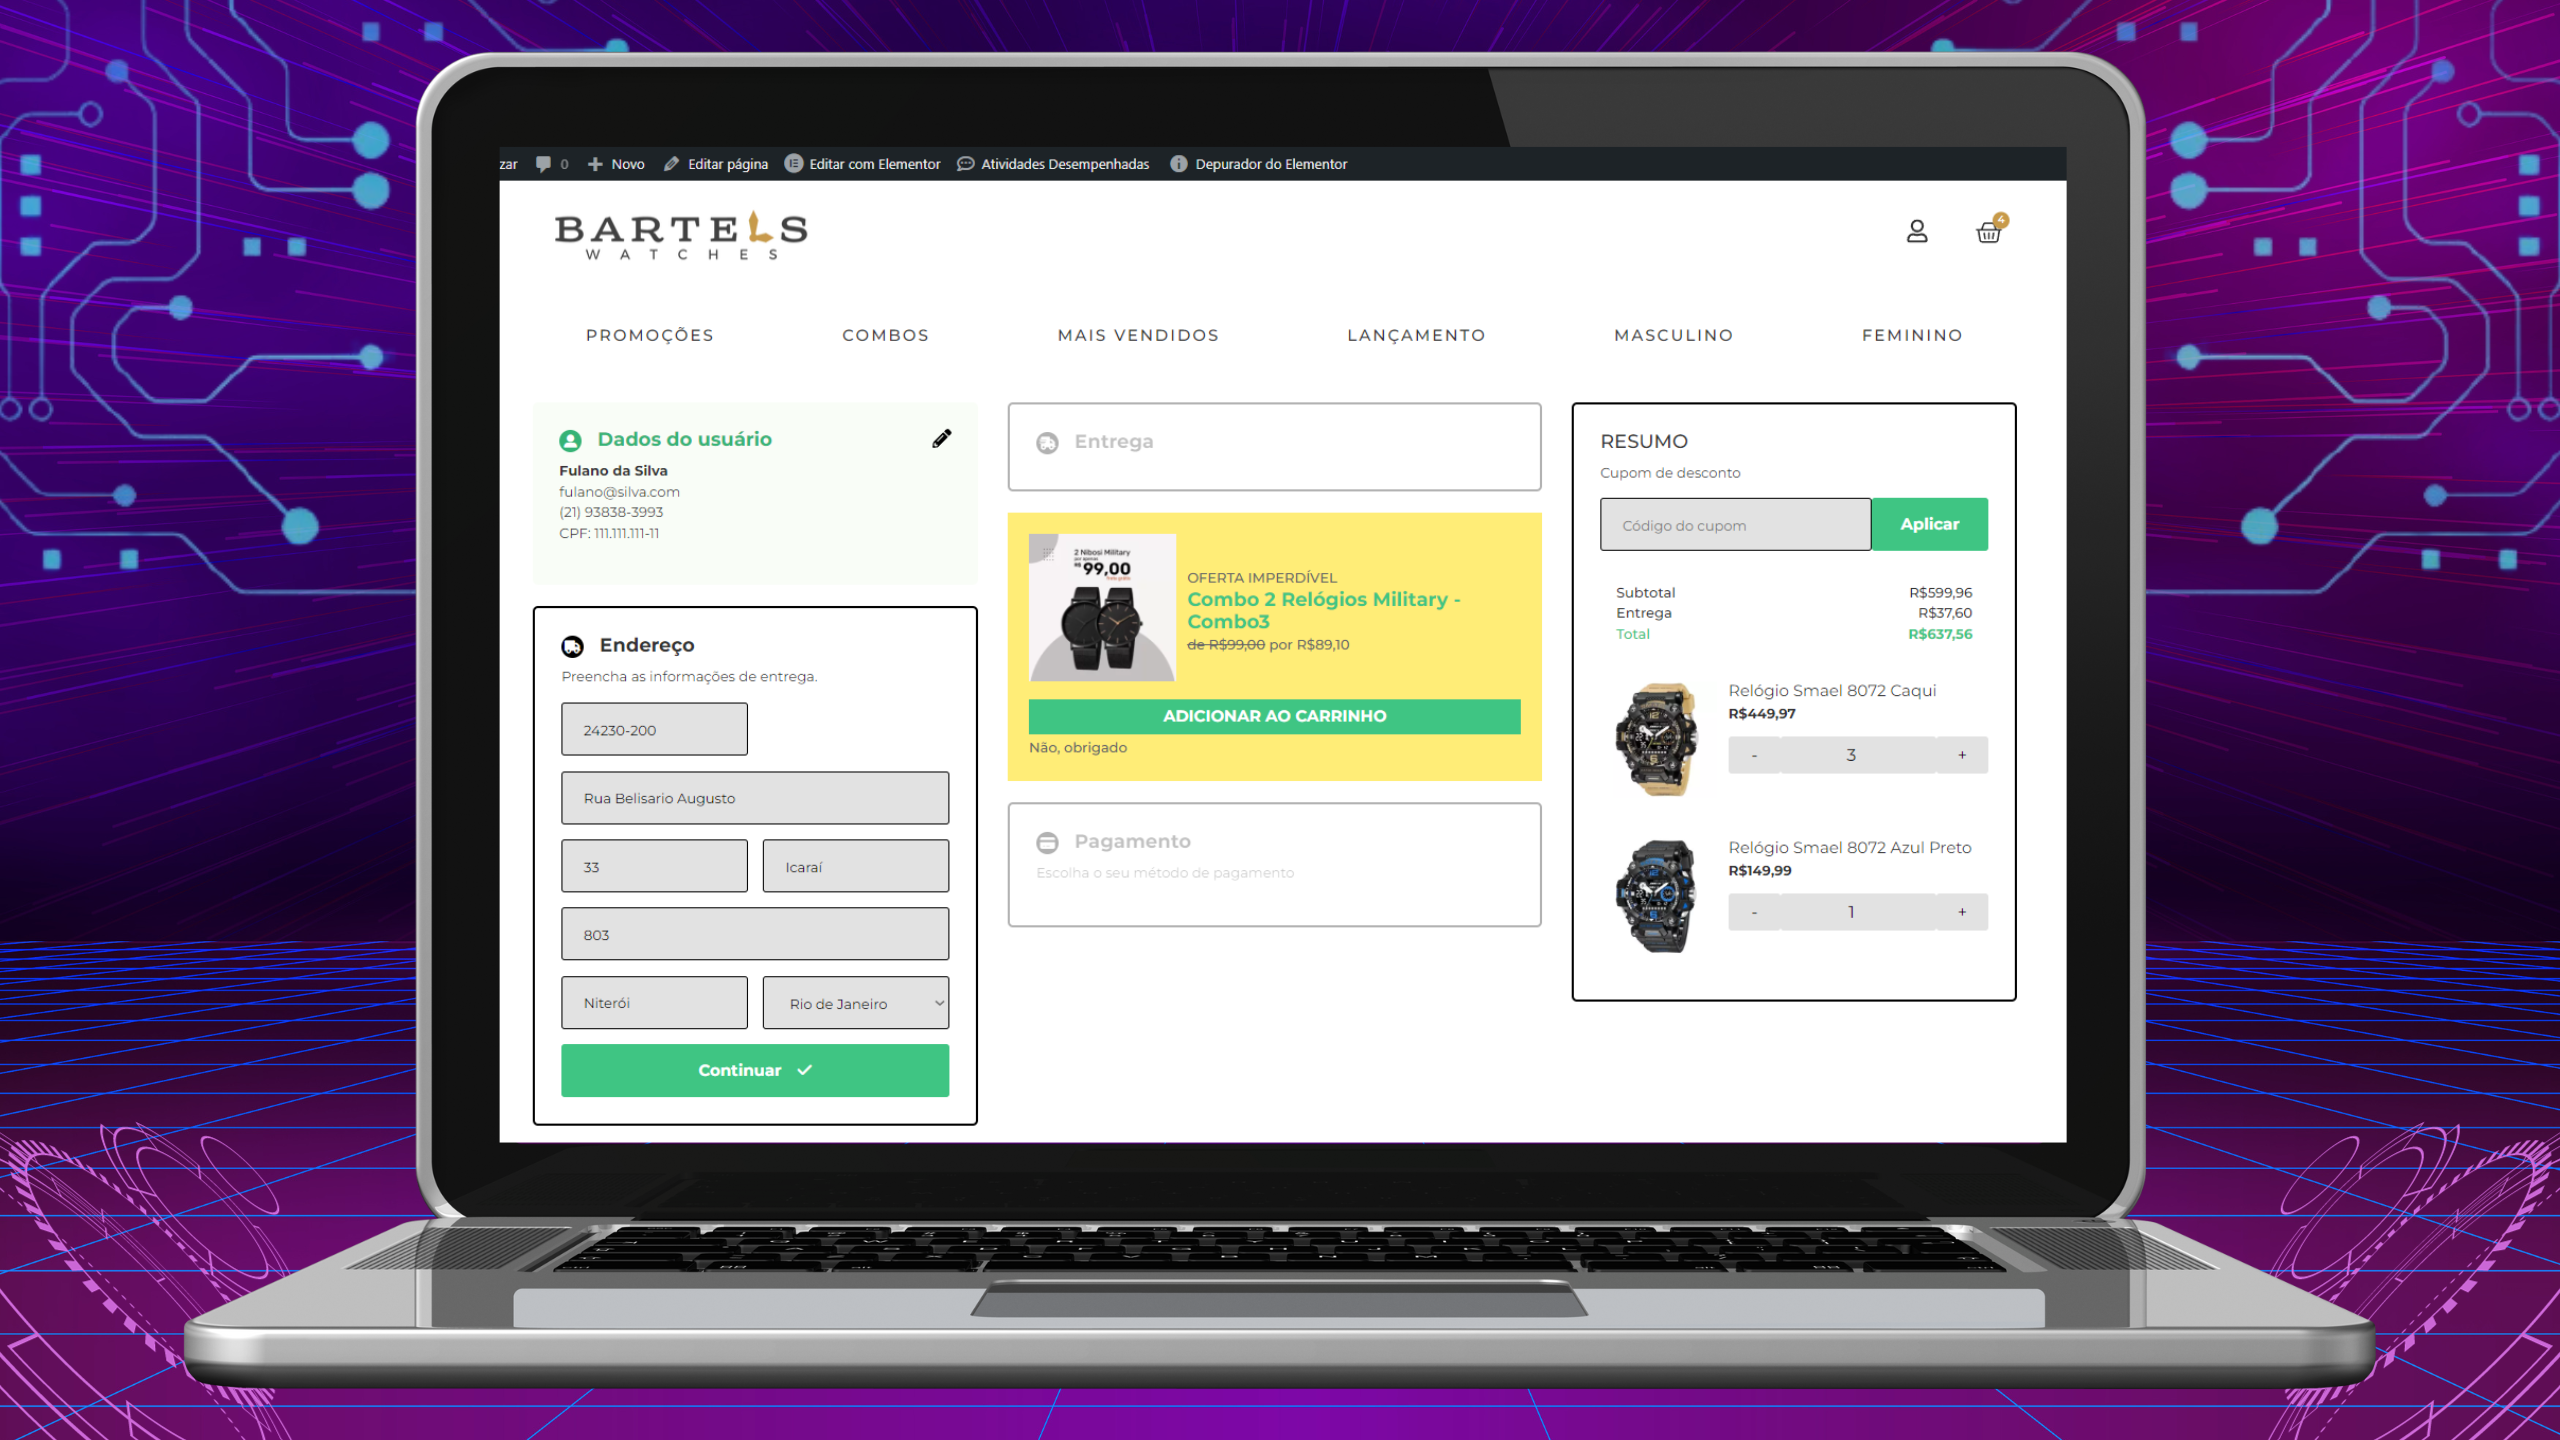 zar 0 Novo Editar página Editar com Elementor Atividades Desempenhadas Depurador do Elementor
BARTELS
WATCHES
4
PROMOÇÕES COMBOS MAIS VENDIDOS LANÇAMENTO MASCULINO FEMININO
Dados do usuário
Fulano da Silva
fulano@silva.com
(21) 93838-3993
CPF: 111.111.111-11
Endereço
Preencha as informações de entrega.
24230-200
Rua Belisario Augusto
33 Icaraí
803
Niterói Rio de Janeiro
Continuar
Entrega
2 Nibosi Military
R$ 99,00
OFERTA IMPERDÍVEL
Combo 2 Relógios Military -
Combo3
de R$99,00 por R$89,10
ADICIONAR AO CARRINHO
Não, obrigado
Pagamento
Escolha o seu método de pagamento
RESUMO
Cupom de desconto
Código do cupom Aplicar
Subtotal R$599,96
Entrega R$37,60
Total R$637,56
Relógio Smael 8072 Caqui
R$449,97
- 3 +
Relógio Smael 8072 Azul Preto
R$149,99
- 1 +